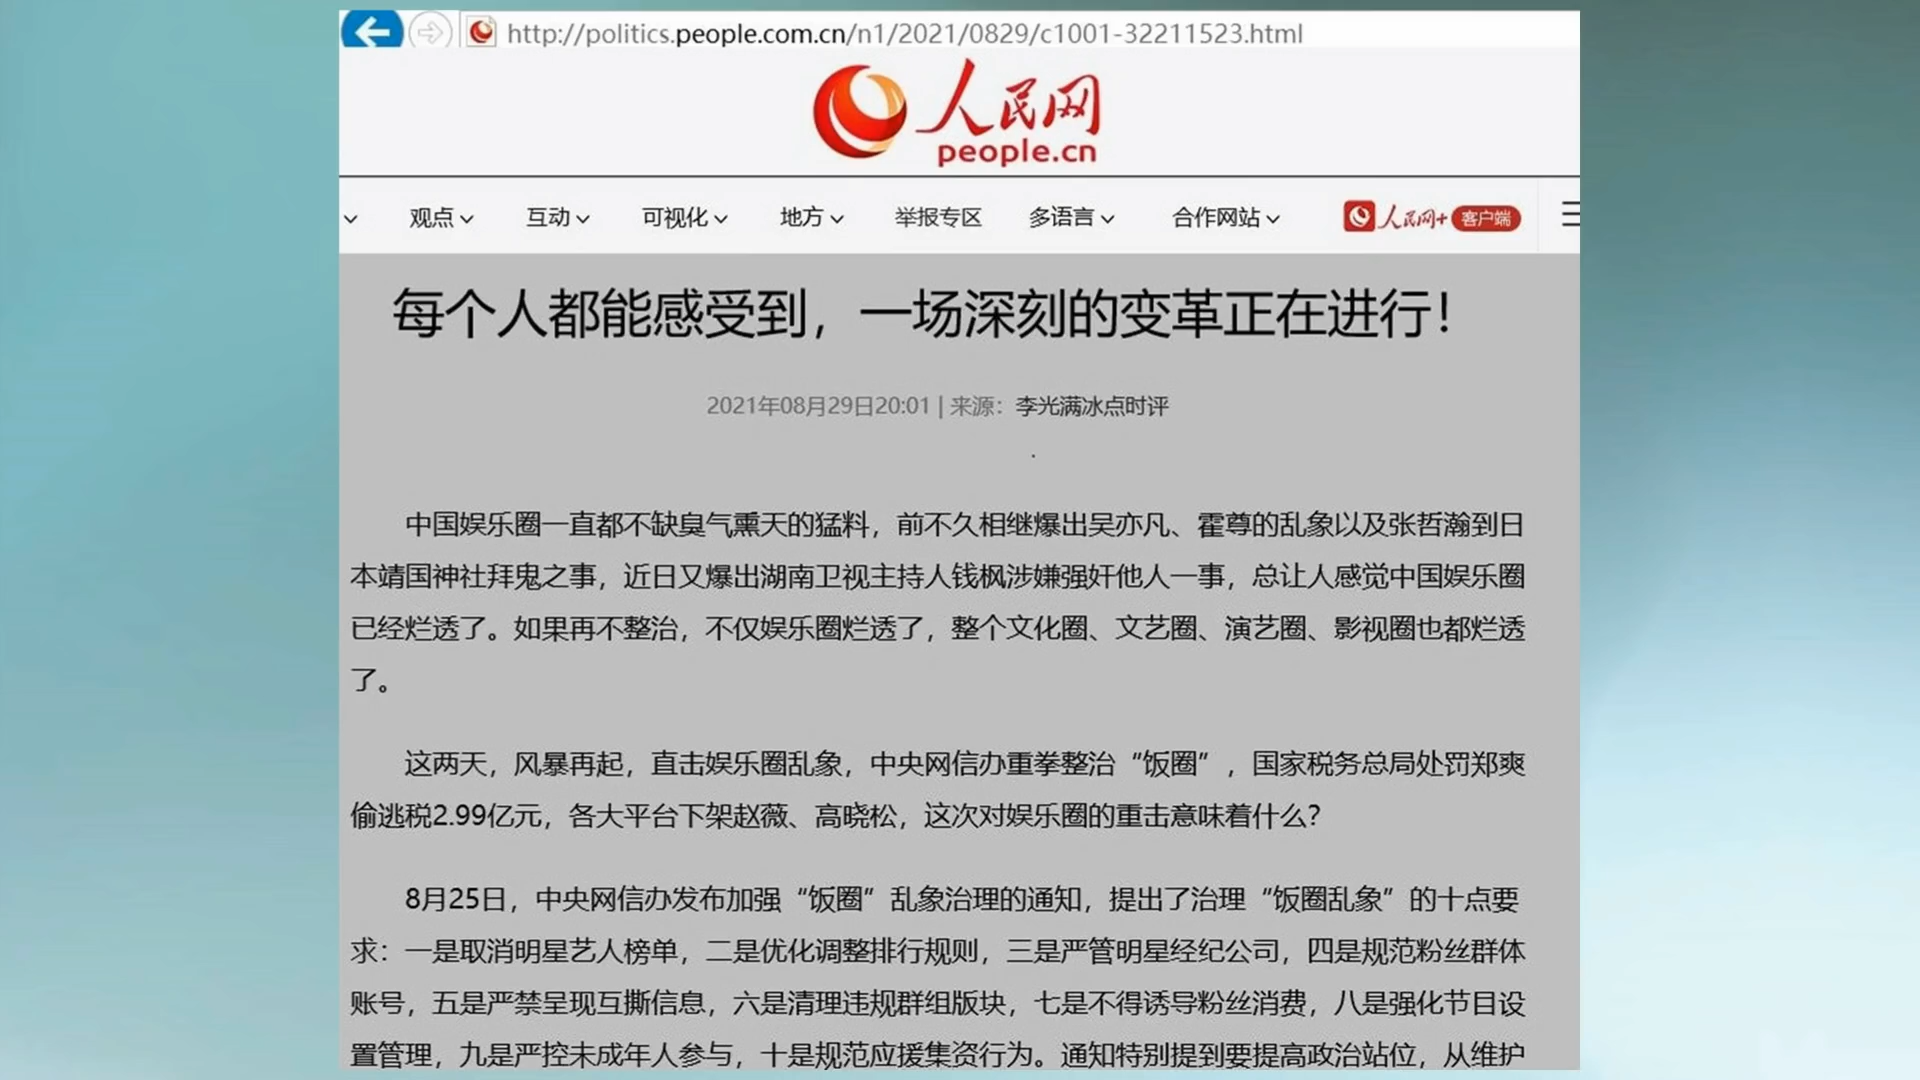 http://politics.people.com.cn/n1/2021/0829/c1001-32211523.html
人民网
people.cn
观点 互动 可视化 地方 举报专区 多语言 合作网站 人民网+ 客户端
每个人都能感受到，一场深刻的变革正在进行！
2021年08月29日20:01 | 来源：李光满冰点时评
中国娱乐圈一直都不缺臭气熏天的猛料，前不久相继爆出吴亦凡、霍尊的乱象以及张哲瀚到日
本靖国神社拜鬼之事，近日又爆出湖南卫视主持人钱枫涉嫌强奸他人一事，总让人感觉中国娱乐圈
已经烂透了。如果再不整治，不仅娱乐圈烂透了，整个文化圈、文艺圈、演艺圈、影视圈也都烂透
了。
这两天，风暴再起，直击娱乐圈乱象，中央网信办重拳整治“饭圈”，国家税务总局处罚郑爽
偷逃税2.99亿元，各大平台下架赵薇、高晓松，这次对娱乐圈的重击意味着什么？
8月25日，中央网信办发布加强“饭圈”乱象治理的通知，提出了治理“饭圈乱象”的十点要
求：一是取消明星艺人榜单，二是优化调整排行规则，三是严管明星经纪公司，四是规范粉丝群体
账号，五是严禁呈现互撕信息，六是清理违规群组版块，七是不得诱导粉丝消费，八是强化节目设
置管理，九是严控未成年人参与，十是规范应援集资行为。通知特别提到要提高政治站位，从维护